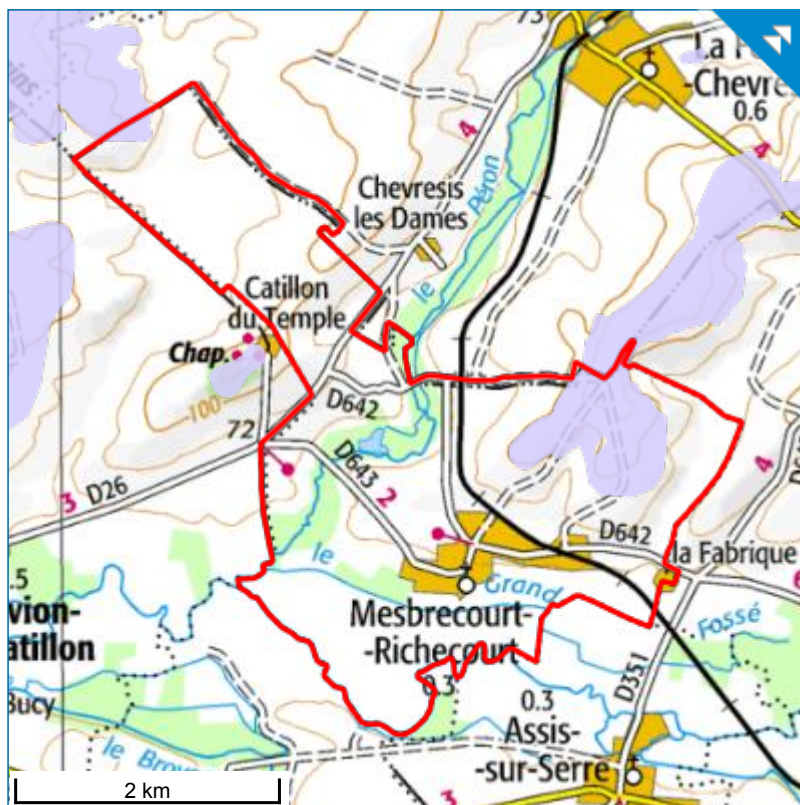 73
La F
-Chevre
0.6
4
4
Chevresis
les Dames
le Péron
Catillon
du Temple
Chap.
100
72
D642
D643
2
3
D26
D642
la Fabrique
4
le Grand Fossé
Mesbrecourt-
-Richecourt
0.3
.5
vion-
atillon
Bucy
le Brov
0.3
Assis-
-sur-Serre
D351
3
2 km